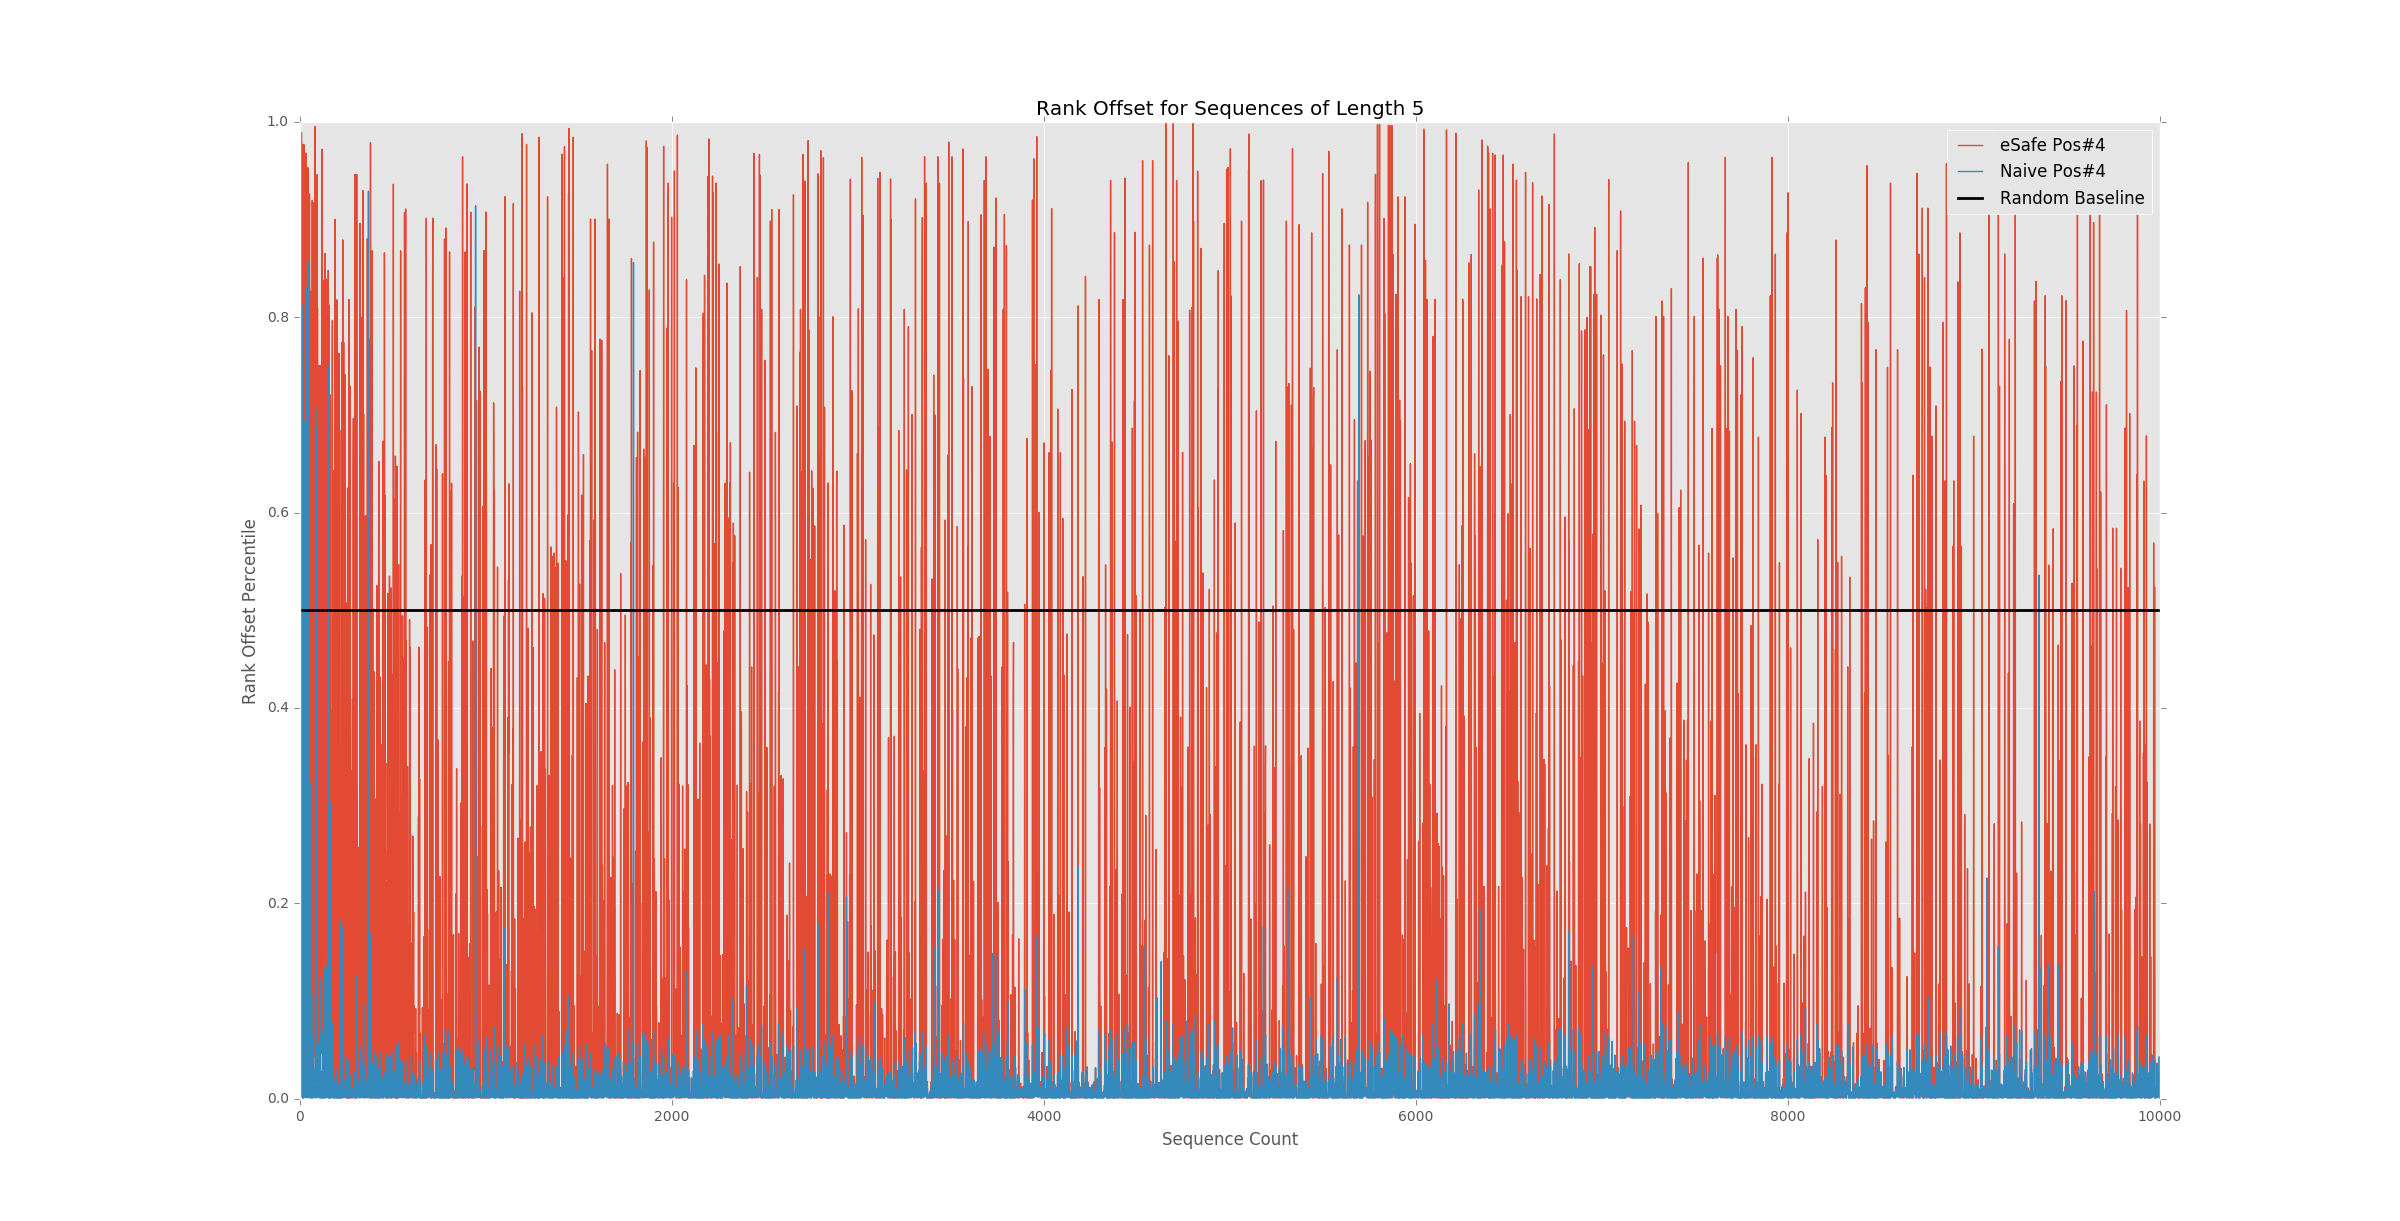 Rank Offset for Sequences of Length 5
eSafe Pos#4
Naive Pos#4
Random Baseline
1.0
0.8
0.6
0.4
0.2
0.0
Rank Offset Percentile
0
2000
4000
6000
8000
10000
Sequence Count